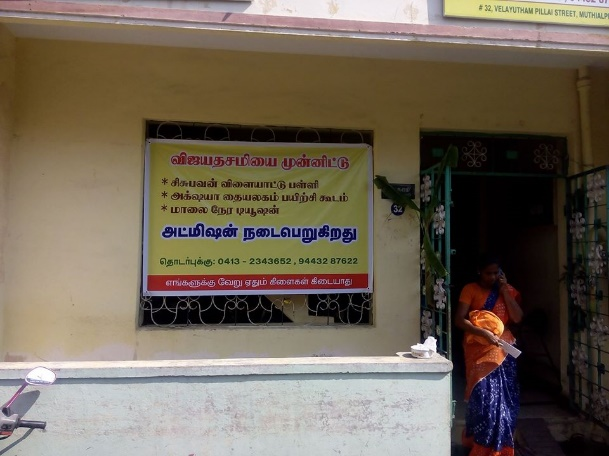 # 32, VELAYUTHAM PILLAI STREET,
விஜயதசமியை முன்னிட்டு
* சிசுபவன் விளையாட்டு பள்ளி
* அக்‌ஷயா தையலகம் பயிற்சி கூடம்
* மாலை நேர டியூஷன்
அட்மிஷன் நடைபெறுகிறது
தொடர்புக்கு: 0413 - 2343652 , 94432 87622
எங்களுக்கு வேறு ஏதும் கிளைகள் கிடையாது
32